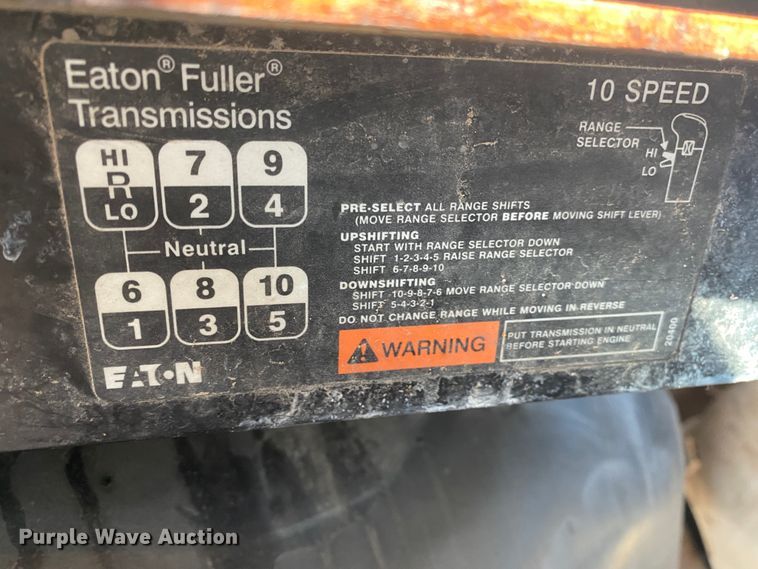 Eaton® Fuller®
Transmissions
10 SPEED
RANGE
SELECTOR
HI
LO
HI
R
LO
7
2
9
4
Neutral
6
1
8
3
10
5
EATON
PRE-SELECT ALL RANGE SHIFTS
(MOVE RANGE SELECTOR BEFORE MOVING SHIFT LEVER)
UPSHIFTING
START WITH RANGE SELECTOR DOWN
SHIFT 1-2-3-4-5 RAISE RANGE SELECTOR
SHIFT 6-7-8-9-10
DOWNSHIFTING
SHIFT 10-9-8-7-6 MOVE RANGE SELECTOR DOWN
SHIFT 5-4-3-2-1
DO NOT CHANGE RANGE WHILE MOVING IN REVERSE
WARNING
PUT TRANSMISSION IN NEUTRAL
BEFORE STARTING ENGINE
20400
Purple Wave Auction